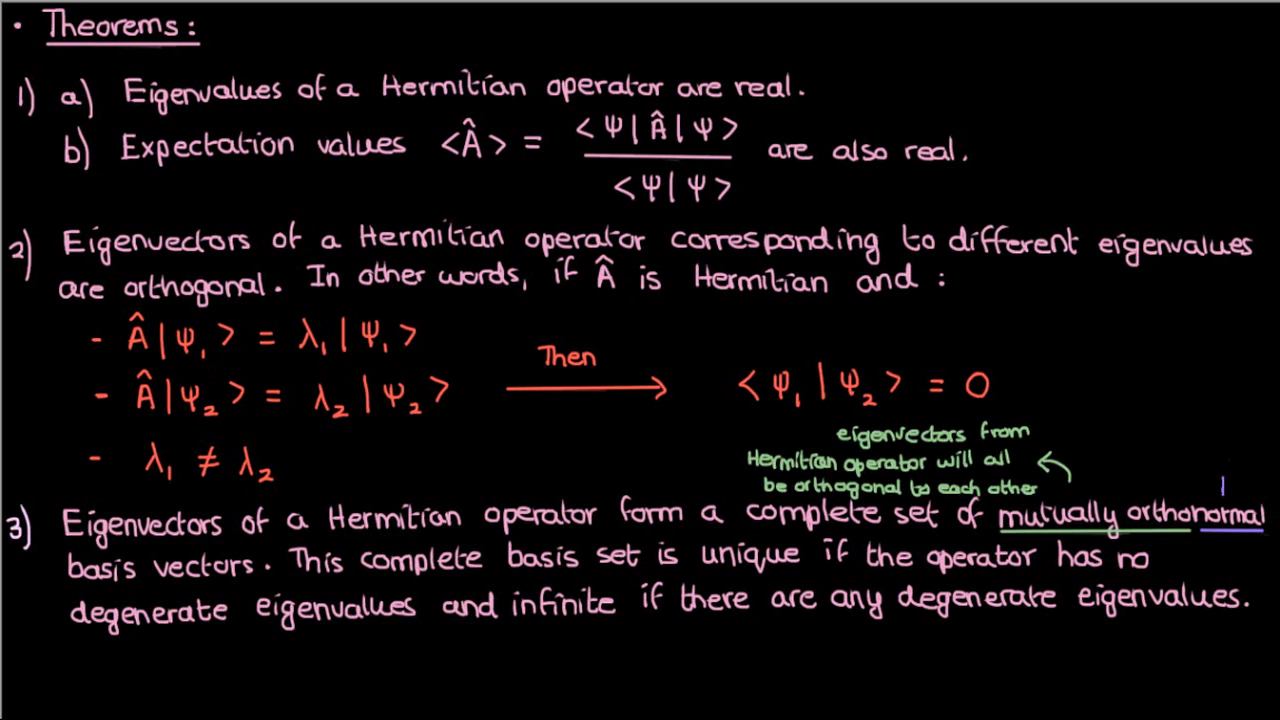 • Theorems:
1) a) Eigenvalues of a Hermitian operator are real.
b) Expectation values <Â> = <Ψ|Â|Ψ> / <Ψ|Ψ> are also real.
2) Eigenvectors of a Hermitian operator corresponding to different eigenvalues
are orthogonal. In other words, if Â is Hermitian and :
- Â|Ψ₁> = λ₁|Ψ₁>
Then
- Â|Ψ₂> = λ₂|Ψ₂> → <Ψ₁|Ψ₂> = 0
- λ₁ ≠ λ₂
eigenvectors from
Hermitian operator will all
be orthogonal to each other
3) Eigenvectors of a Hermitian operator form a complete set of mutually orthonormal
basis vectors. This complete basis set is unique if the operator has no
degenerate eigenvalues and infinite if there are any degenerate eigenvalues.